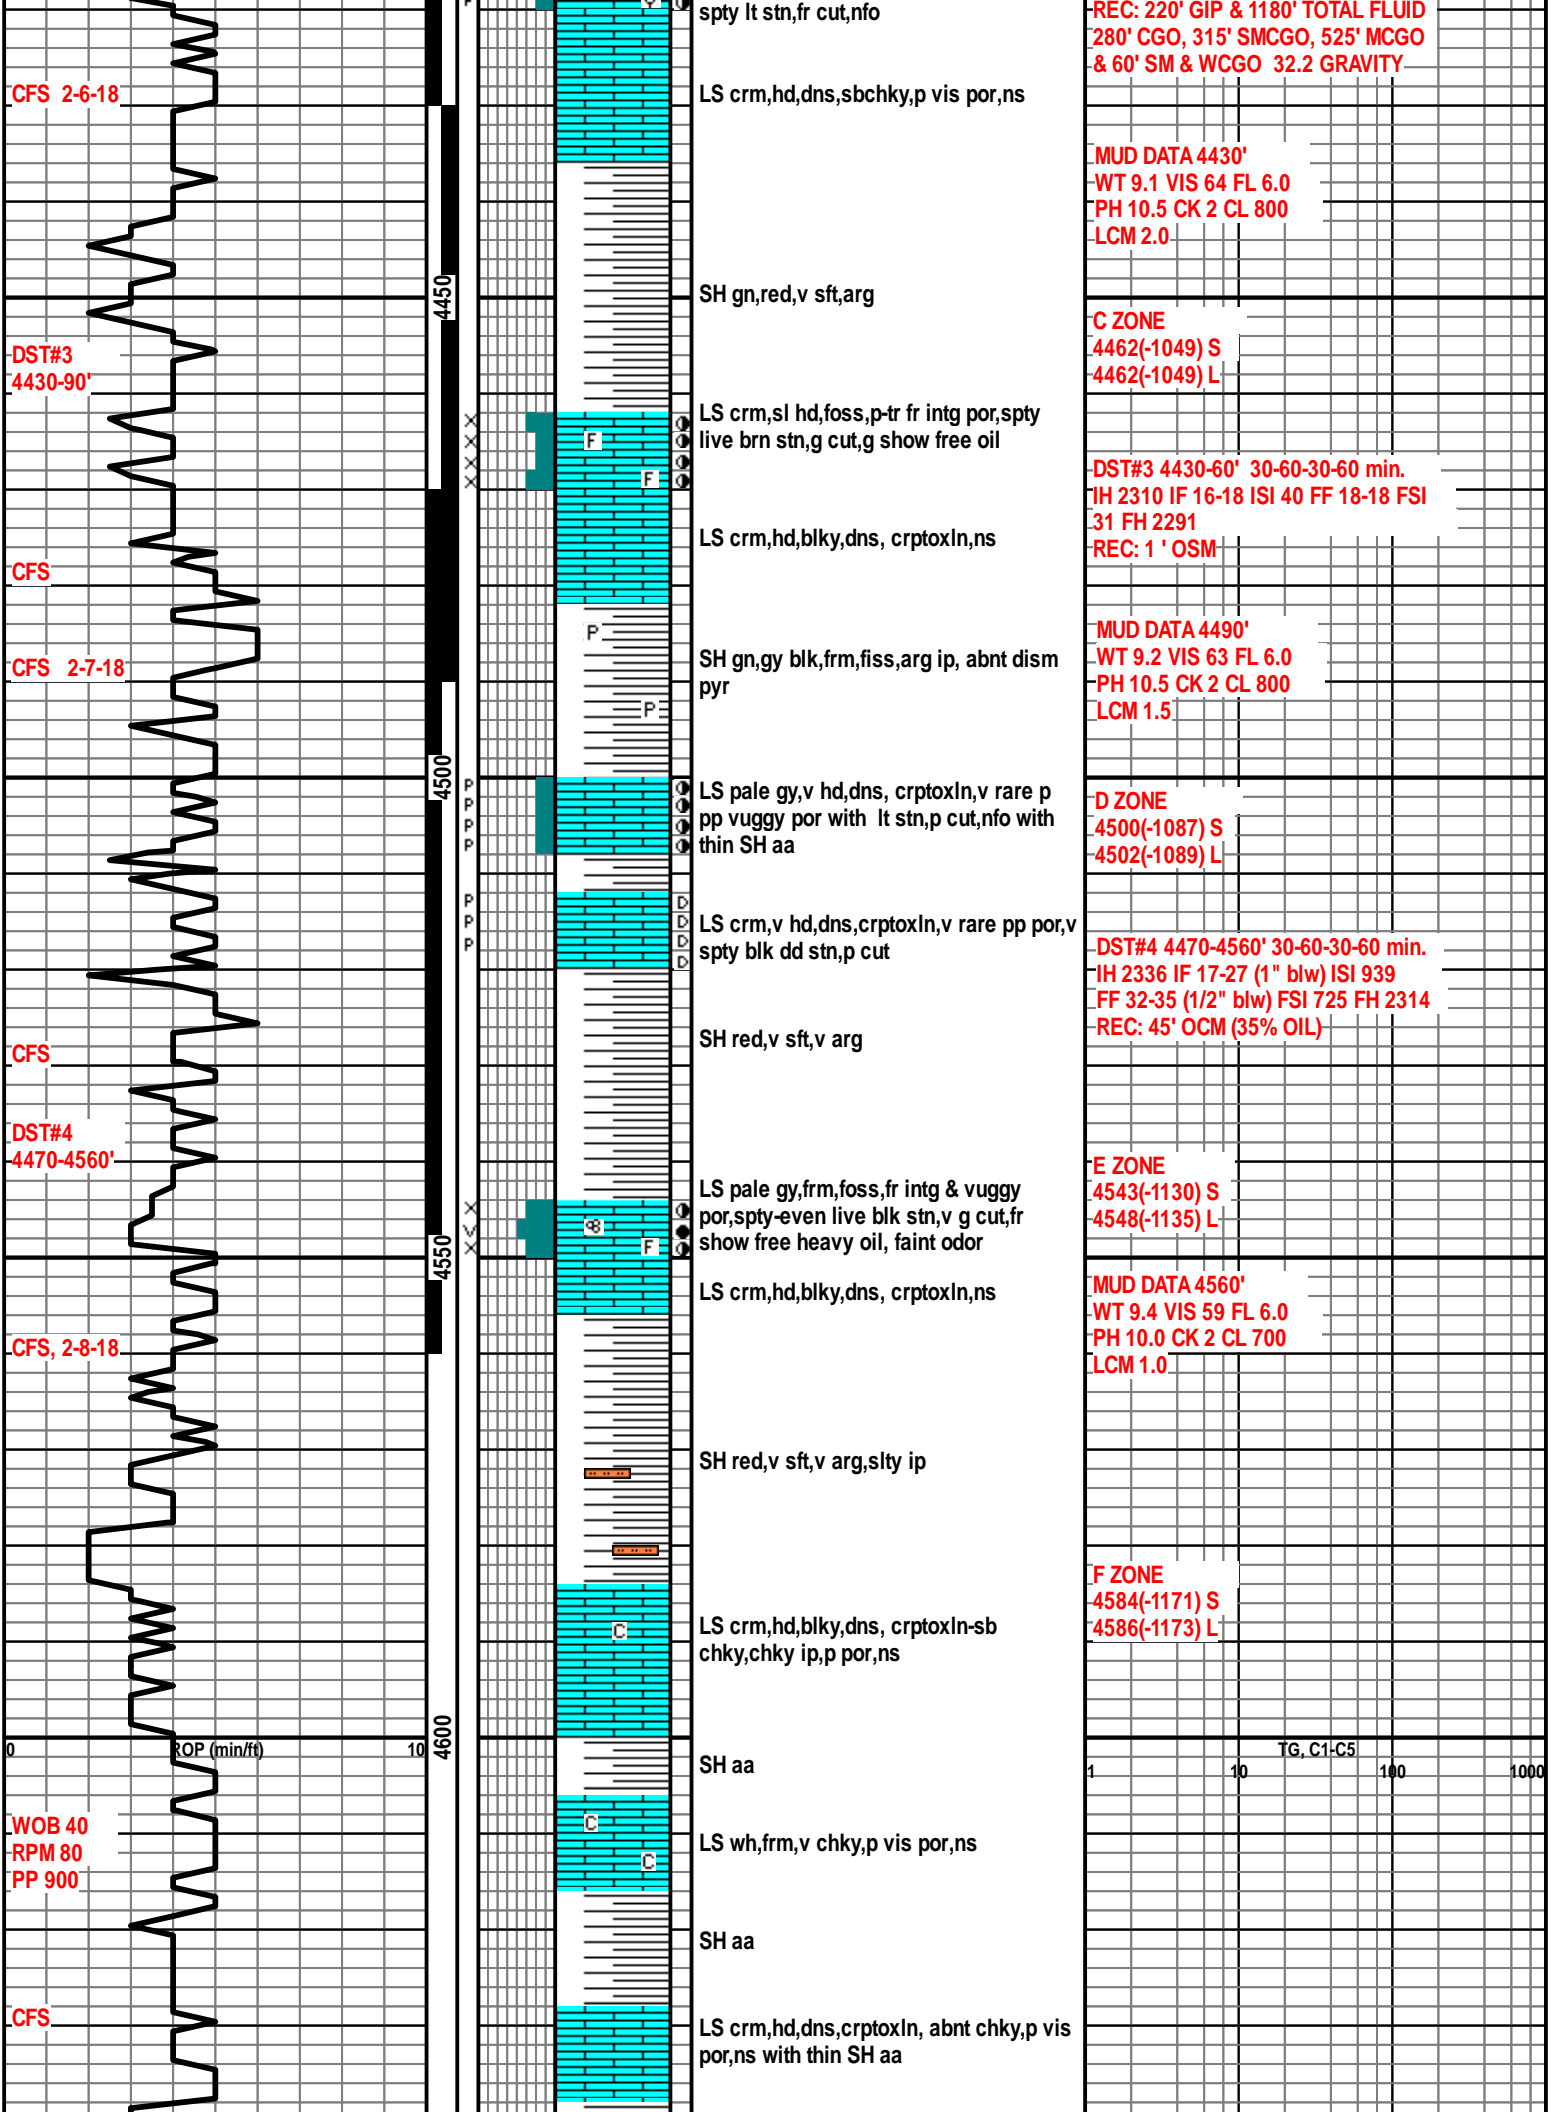 spty lt stn,fr cut,nfo
REC: 220' GIP & 1180' TOTAL FLUID
280' CGO, 315' SMCGO, 525' MCGO
& 60' SM & WCGO 32.2 GRAVITY
CFS 2-6-18
LS crm,hd,dns,sbchky,p vis por,ns
MUD DATA 4430'
WT 9.1 VIS 64 FL 6.0
PH 10.5 CK 2 CL 800
LCM 2.0
4450
SH gn,red,v sft,arg
C ZONE
4462(-1049) S
4462(-1049) L
DST#3
4430-90'
LS crm,sl hd,foss,p-tr fr intg por,spty
live brn stn,g cut,g show free oil
X
X
X
X
F
F
DST#3 4430-60' 30-60-30-60 min.
IH 2310 IF 16-18 ISI 40 FF 18-18 FSI
31 FH 2291
REC: 1 ' OSM
LS crm,hd,blky,dns, crptoxln,ns
CFS
MUD DATA 4490'
WT 9.2 VIS 63 FL 6.0
PH 10.5 CK 2 CL 800
LCM 1.5
P
P
SH gn,gy blk,frm,fiss,arg ip, abnt dism
pyr
CFS 2-7-18
4500
P
P
P
P
LS pale gy,v hd,dns, crptoxln,v rare p
pp vuggy por with lt stn,p cut,nfo with
thin SH aa
D ZONE
4500(-1087) S
4502(-1089) L
P
P
P
D
D
D
D
LS crm,v hd,dns,crptoxln,v rare pp por,v
spty blk dd stn,p cut
DST#4 4470-4560' 30-60-30-60 min.
IH 2336 IF 17-27 (1" blw) ISI 939
FF 32-35 (1/2" blw) FSI 725 FH 2314
REC: 45' OCM (35% OIL)
SH red,v sft,v arg
CFS
DST#4
4470-4560'
E ZONE
4543(-1130) S
4548(-1135) L
X
V
X
F
LS pale gy,frm,foss,fr intg & vuggy
por,spty-even live blk stn,v g cut,fr
show free heavy oil, faint odor
4550
LS crm,hd,blky,dns, crptoxln,ns
MUD DATA 4560'
WT 9.4 VIS 59 FL 6.0
PH 10.0 CK 2 CL 700
LCM 1.0
CFS, 2-8-18
SH red,v sft,v arg,slty ip
F ZONE
4584(-1171) S
4586(-1173) L
C
LS crm,hd,blky,dns, crptoxln-sb
chky,chky ip,p por,ns
4600
0 ROP (min/ft) 10
TG, C1-C5
1 10 100 1000
SH aa
WOB 40
RPM 80
PP 900
C
C
LS wh,frm,v chky,p vis por,ns
SH aa
CFS
LS crm,hd,dns,crptoxln, abnt chky,p vis
por,ns with thin SH aa